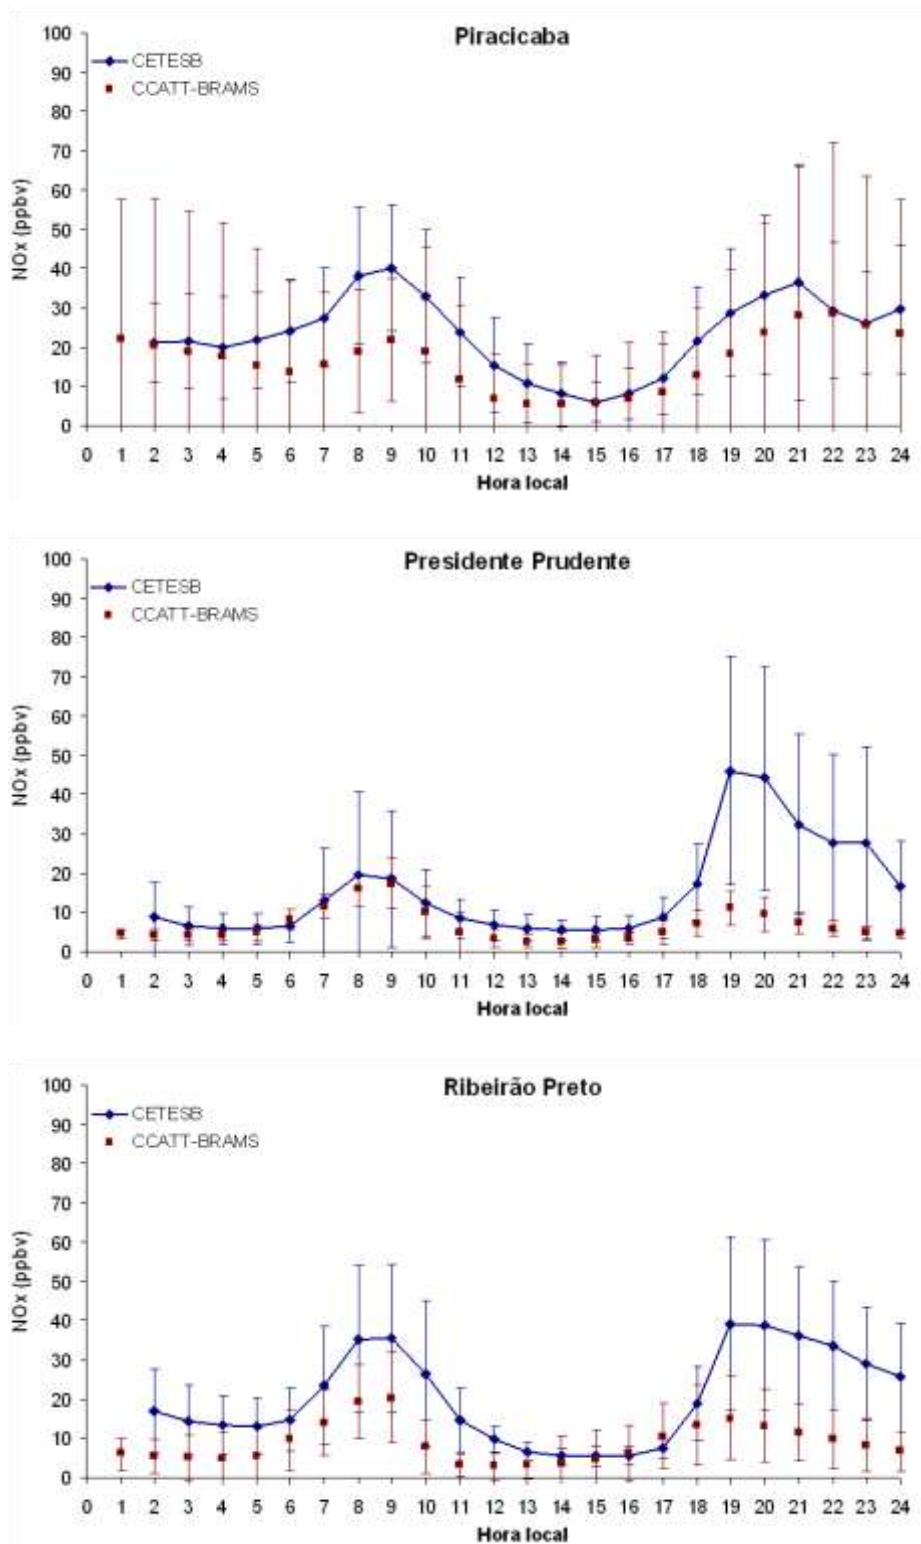 Piracicaba
CETESB
CCATT-BRAMS
NOx (ppbv)
100
90
80
70
60
50
40
30
20
10
0
0 1 2 3 4 5 6 7 8 9 10 11 12 13 14 15 16 17 18 19 20 21 22 23 24
Hora local
Presidente Prudente
CETESB
CCATT-BRAMS
NOx (ppbv)
100
90
80
70
60
50
40
30
20
10
0
0 1 2 3 4 5 6 7 8 9 10 11 12 13 14 15 16 17 18 19 20 21 22 23 24
Hora local
Ribeirão Preto
CETESB
CCATT-BRAMS
NOx (ppbv)
100
90
80
70
60
50
40
30
20
10
0
0 1 2 3 4 5 6 7 8 9 10 11 12 13 14 15 16 17 18 19 20 21 22 23 24
Hora local